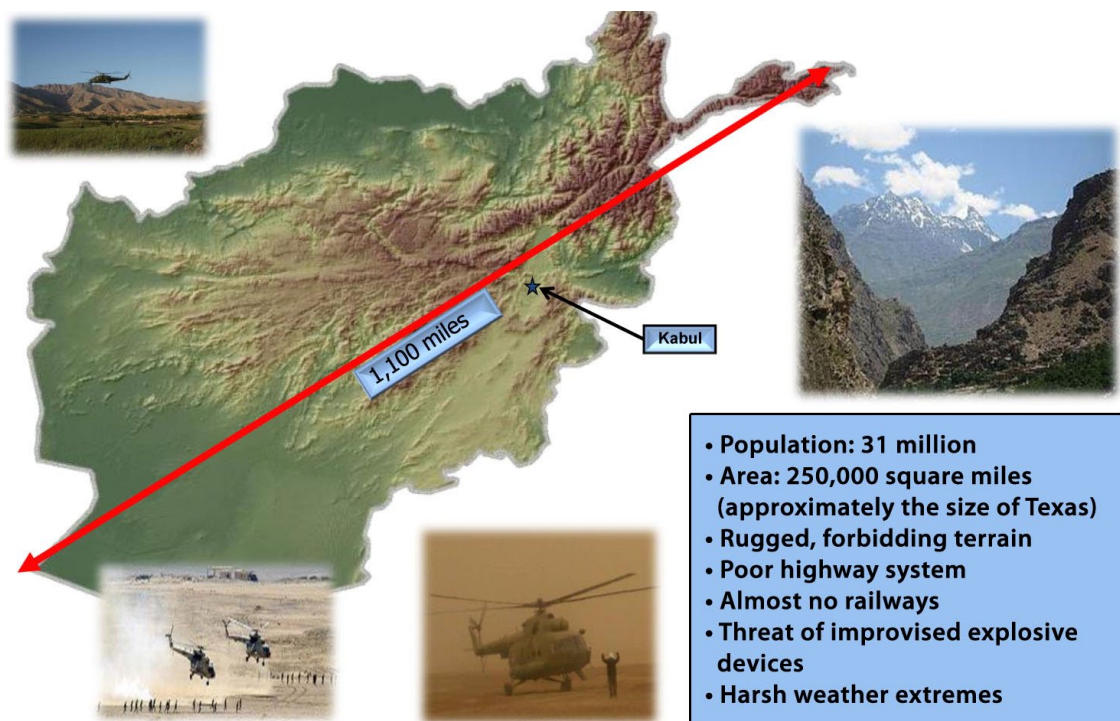 1,100 miles
Kabul
• Population: 31 million
• Area: 250,000 square miles
(approximately the size of Texas)
• Rugged, forbidding terrain
• Poor highway system
• Almost no railways
• Threat of improvised explosive
devices
• Harsh weather extremes